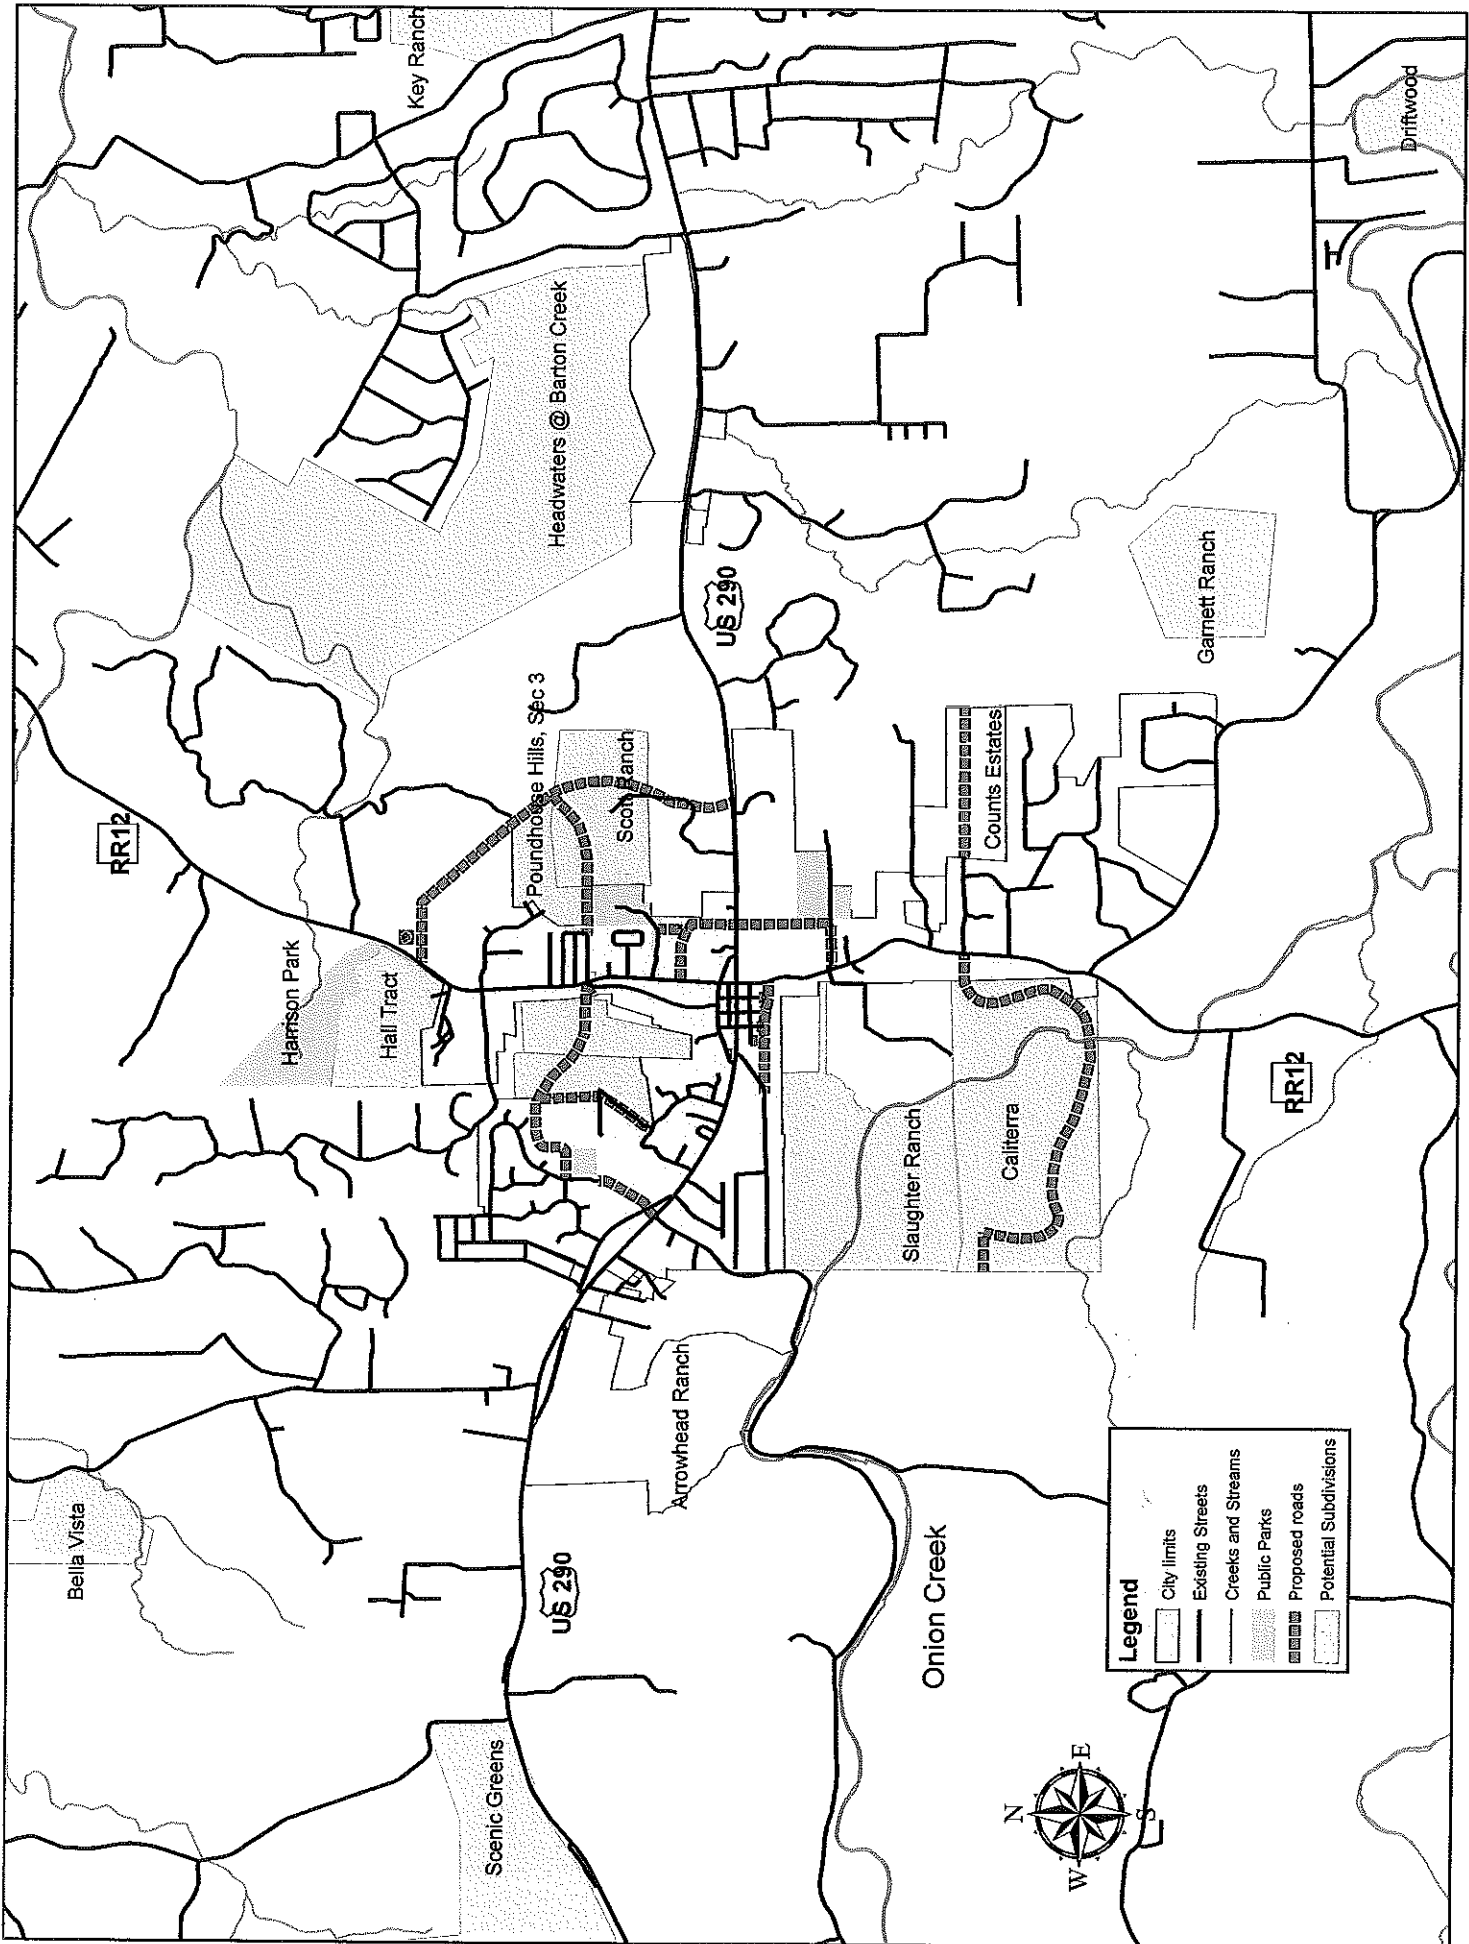 Key Ranch
Driftwood
Headwaters @ Barton Creek
US 290
Garnett Ranch
RR12
Poundhouse Hills, Sec 3
Scott Ranch
Counts Estates
Harrison Park
Hall Tract
Slaughter Ranch
Caliterra
RR12
Arrowhead Ranch
Bella Vista
US 290
Onion Creek
Scenic Greens
Legend
City limits
Existing Streets
Creeks and Streams
Public Parks
Proposed roads
Potential Subdivisions
N
W
E
S